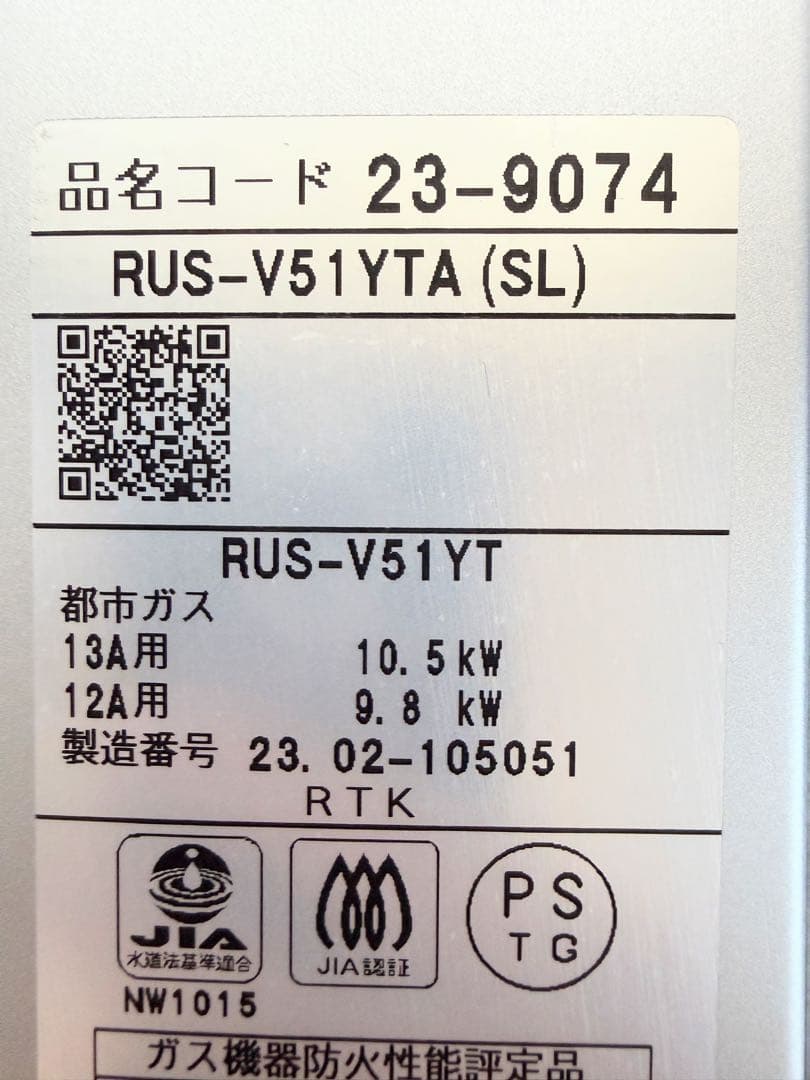 品名コード 23-9074
RUS-V51YTA(SL)
RUS-V51YT
都市ガス
13A用 10.5kW
12A用 9.8 kW
製造番号 23.02-105051
RTK
JIA
水道法基準適合
NW1015
JIA認証
PS
TG
ガス機器防火性能評定品